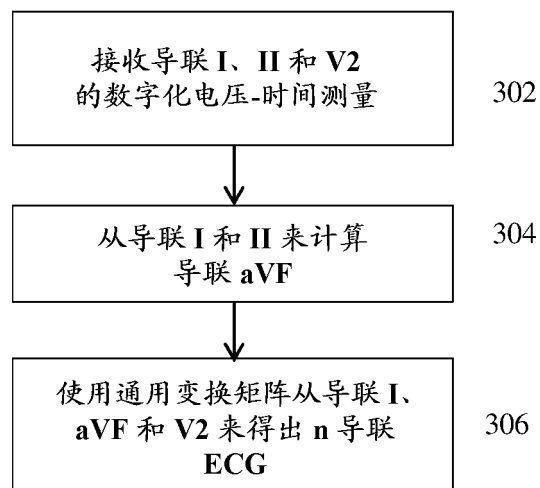 接收导联 I、II 和 V2
的数字化电压-时间测量
302
从导联 I 和 II 来计算
导联 aVF
304
使用通用变换矩阵从导联 I、
aVF 和 V2 来得出 n 导联
ECG
306